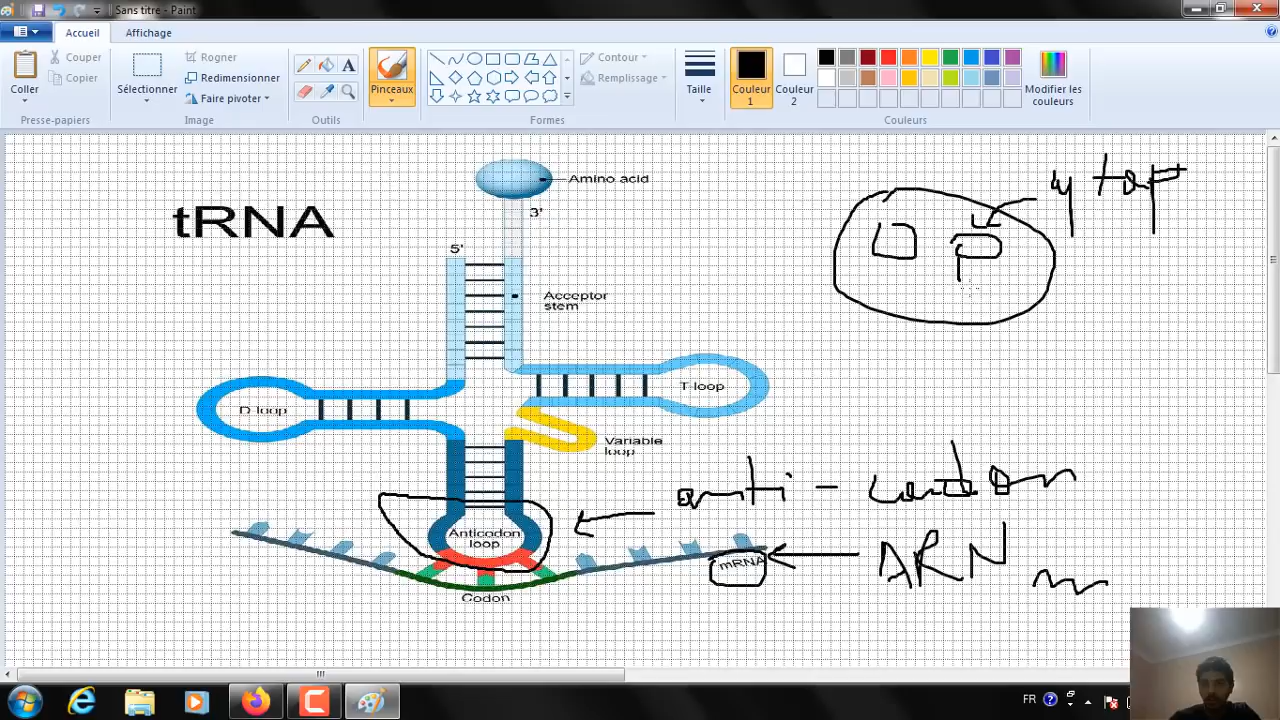 Sans titre - Paint
Accueil
Affichage
Coller
Couper
Copier
Presse-papiers
Sélectionner
Rogner
Redimensionner
Faire pivoter
Image
A
Outils
Pinceaux
Contour
Remplissage
Formes
Taille
Couleur
1
Couleur
2
Modifier les
couleurs
Couleurs
tRNA
Amino acid
3'
5'
Acceptor
stem
D loop
T-loop
Variable
loop
Anticodon
loop
mRNA
Codon
anti -
ARN m
FR